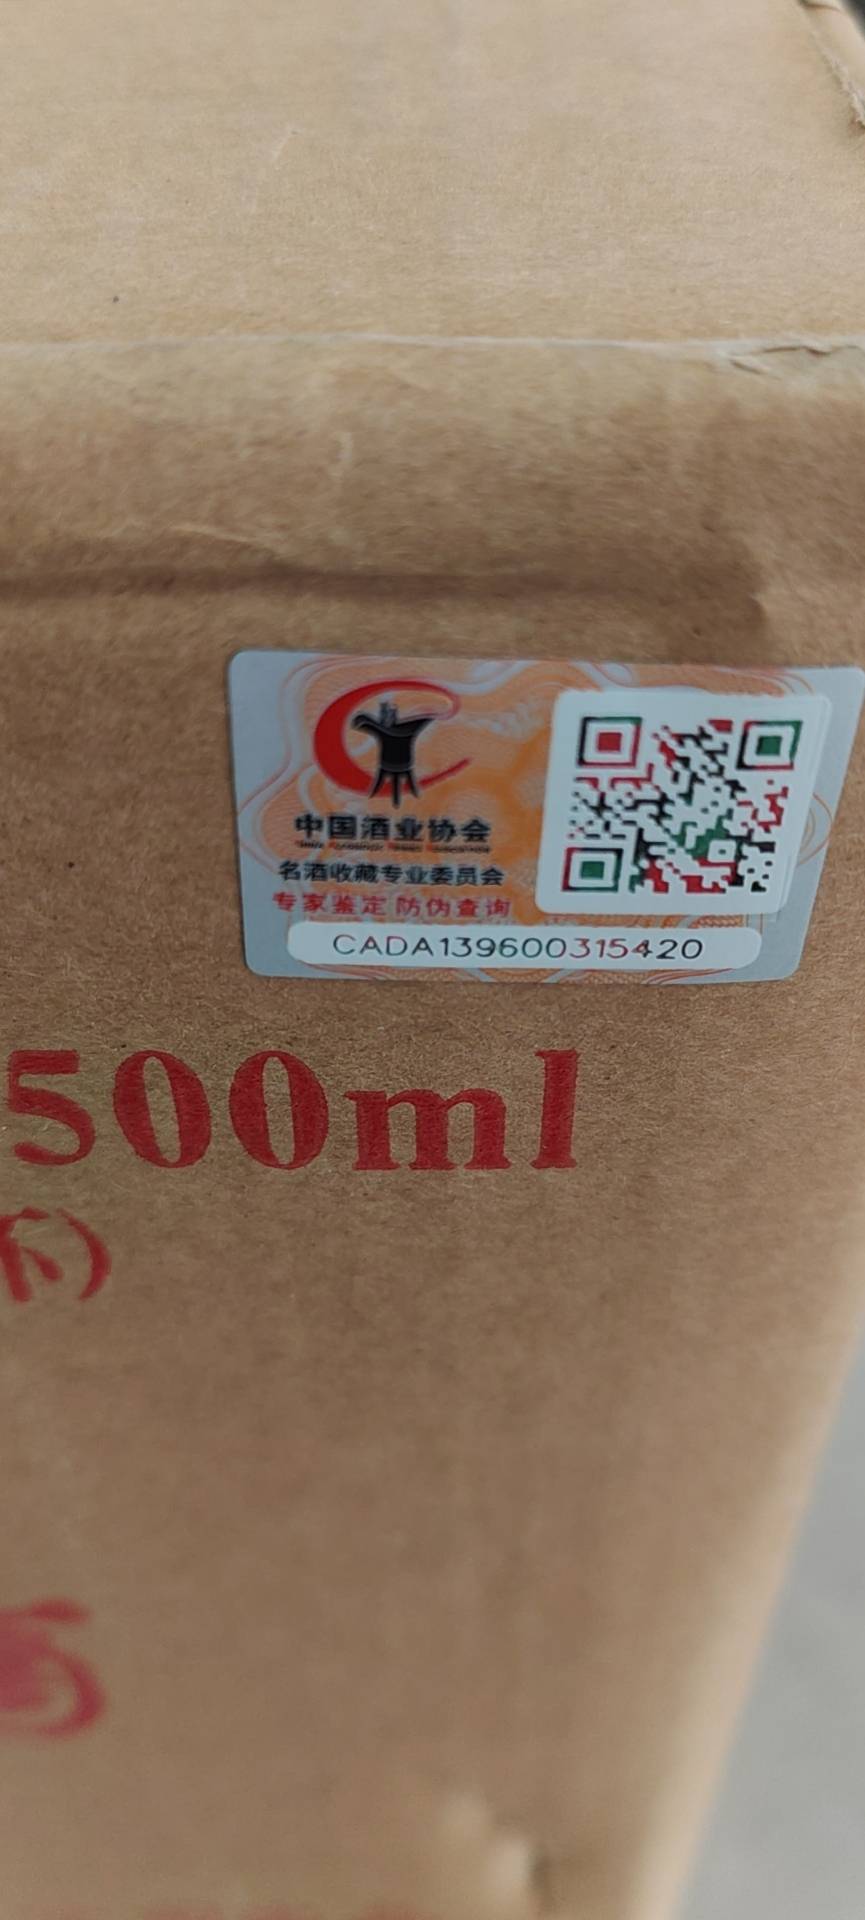 中国酒业协会
名酒收藏专业委员会
专家鉴定 防伪查询
CADA139600315420
500ml